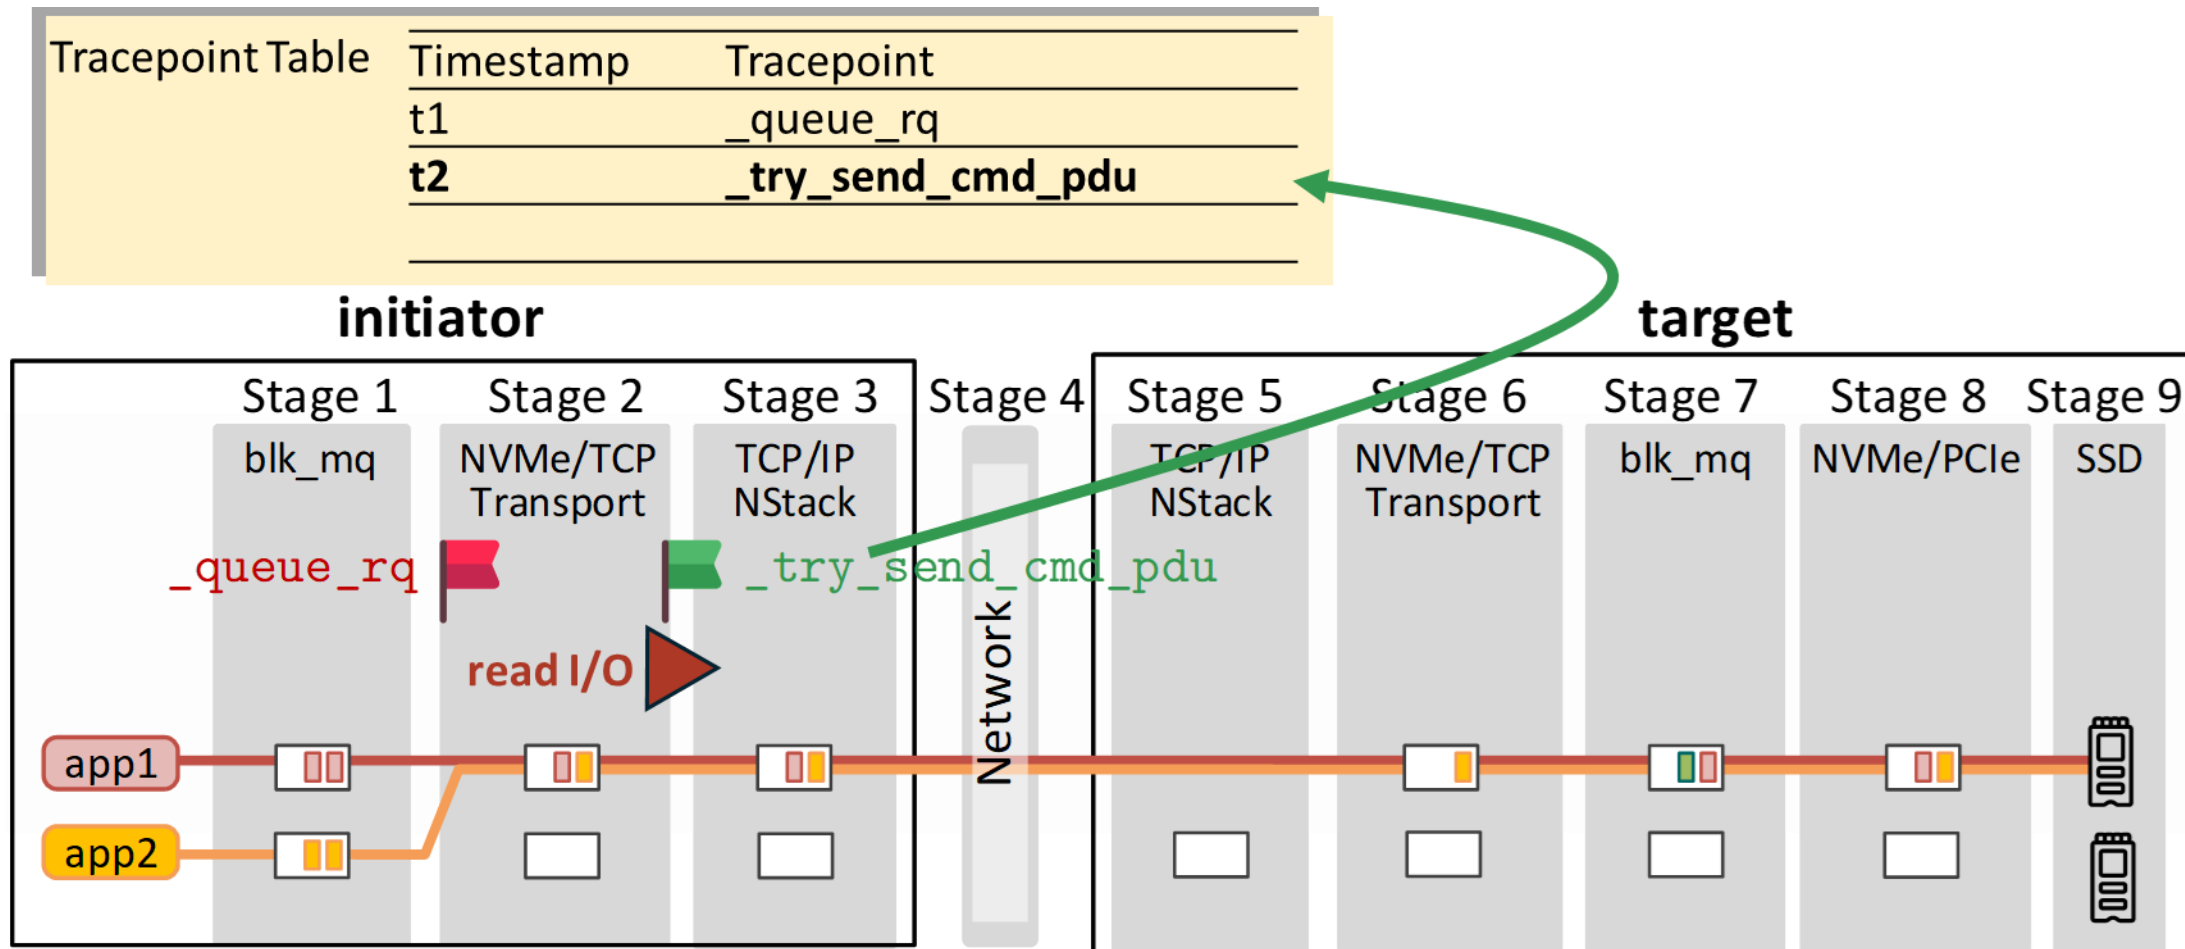 Tracepoint Table
Timestamp Tracepoint
t1 _queue_rq
t2 _try_send_cmd_pdu
initiator
target
Stage 1
Stage 2
Stage 3
Stage 4
Stage 5
Stage 6
Stage 7
Stage 8
Stage 9
blk_mq
NVMe/TCP
Transport
TCP/IP
NStack
Network
TCP/IP
NStack
NVMe/TCP
Transport
blk_mq
NVMe/PCIe
SSD
_queue_rq
_try_send_cmd_pdu
read I/O
app1
app2